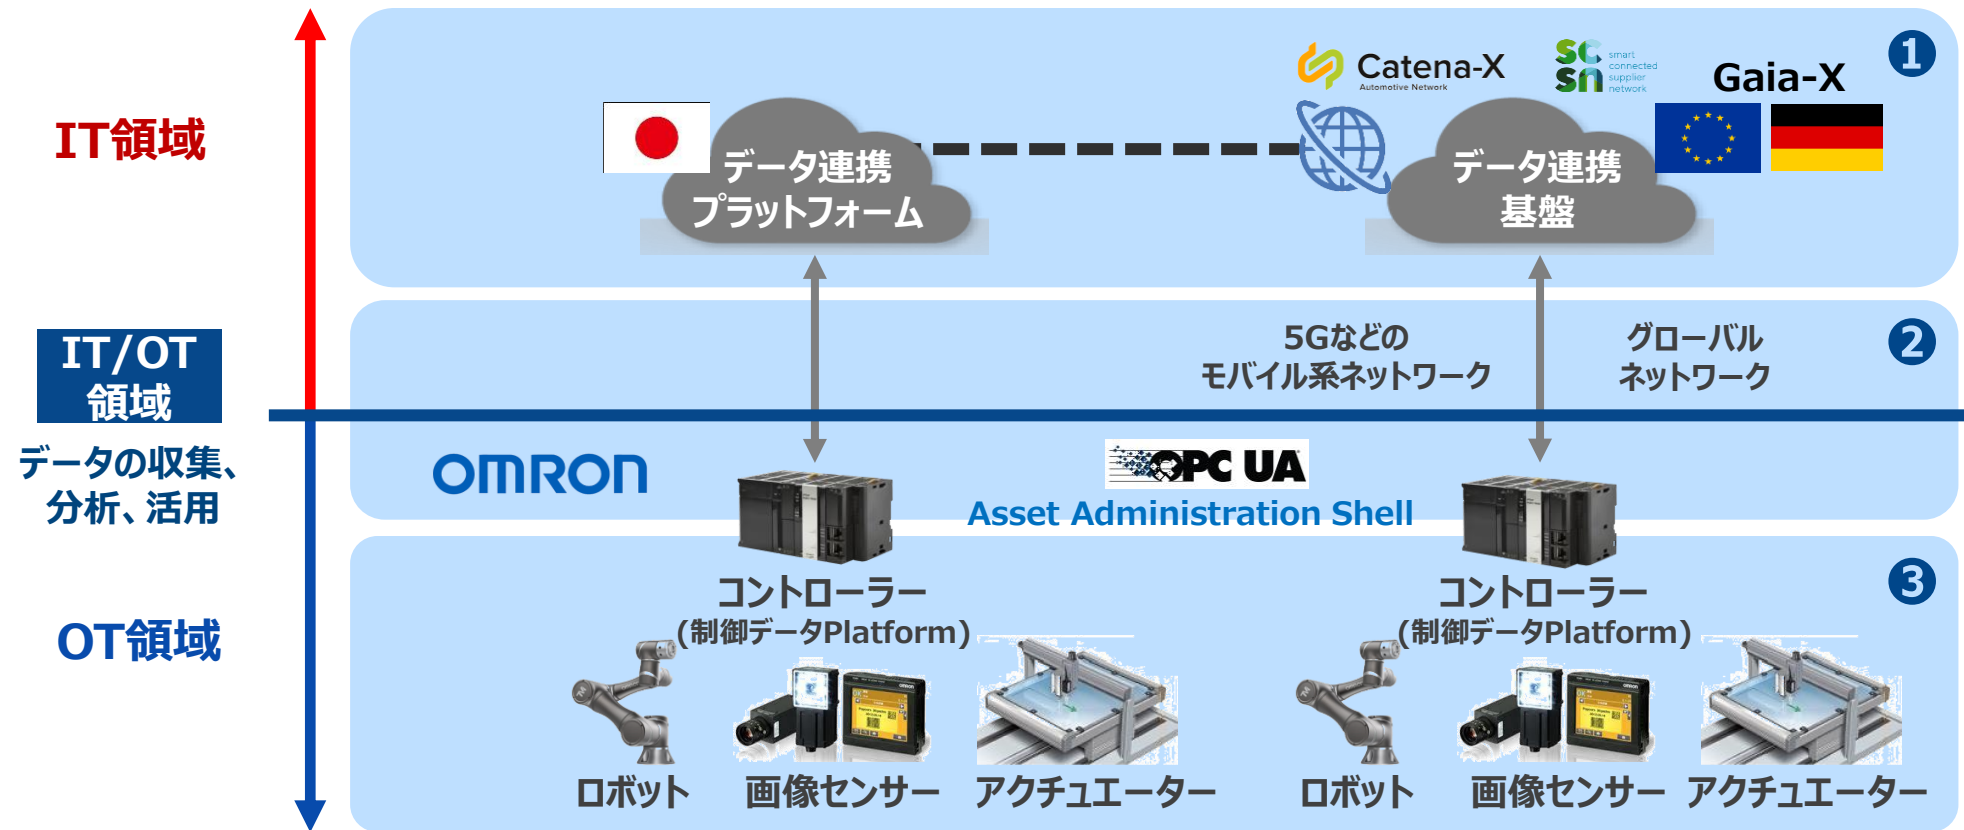 IT領域
Catena-X
Automotive Network
scsn
smart
connected
supplier
network
Gaia-X
1
データ連携
プラットフォーム
データ連携
基盤
IT/OT
領域
データの収集、
分析、活用
5Gなどの
モバイル系ネットワーク
グローバル
ネットワーク
2
OMRON
OPC UA
Asset Administration Shell
OT領域
3
コントローラー
(制御データPlatform)
ロボット
画像センサー
アクチュエーター
コントローラー
(制御データPlatform)
ロボット
画像センサー
アクチュエーター